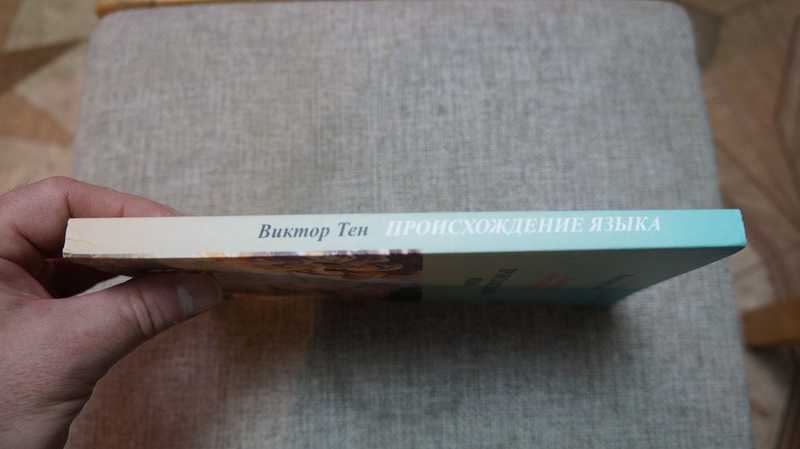 Виктор Тен ПРОИСХОЖДЕНИЕ ЯЗЫКА